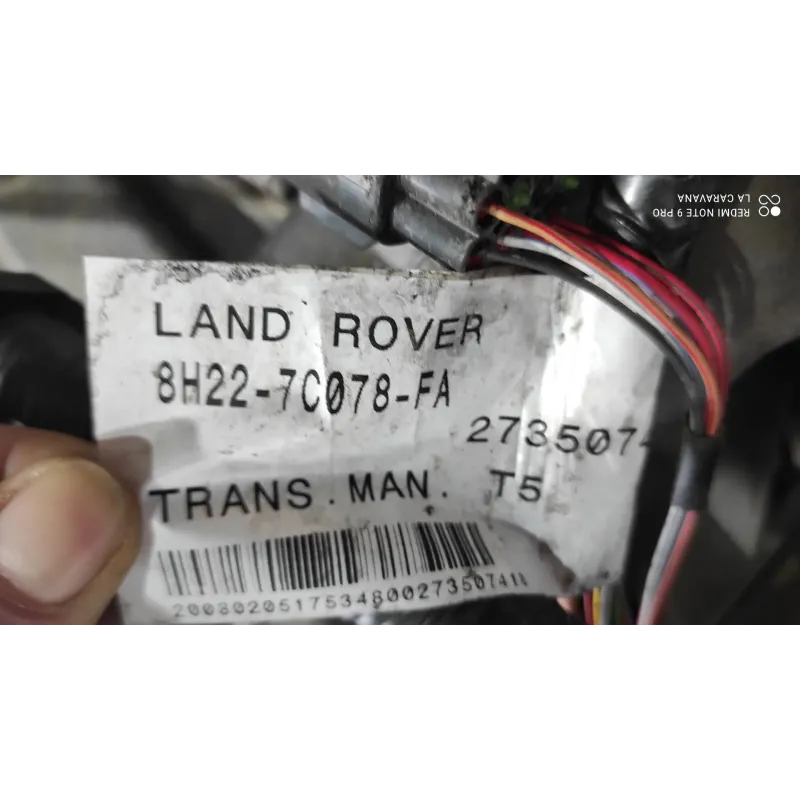 REDMI NOTE 9 PRO
LA CARAVANA
LAND ROVER
8H22-7C078-FA
273507
TRANS.MAN. T5